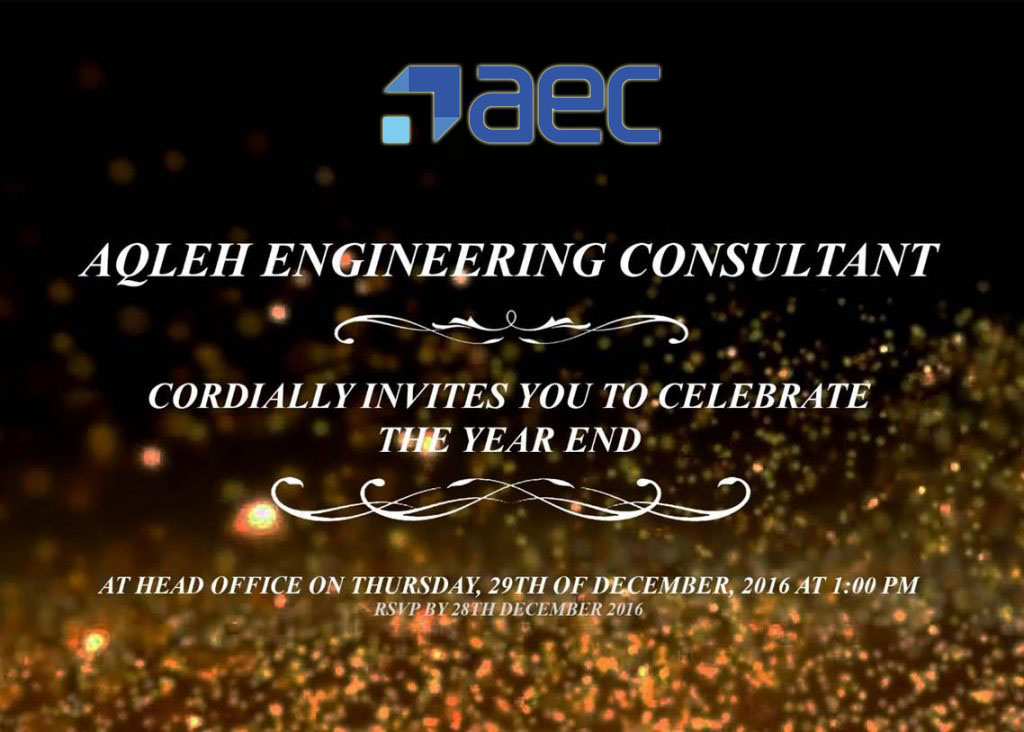 aec
AQLEH ENGINEERING CONSULTANT
CORDIALLY INVITES YOU TO CELEBRATE
THE YEAR END
AT HEAD OFFICE ON THURSDAY, 29TH OF DECEMBER, 2016 AT 1:00 PM
RSVP BY 28TH DECEMBER 2016